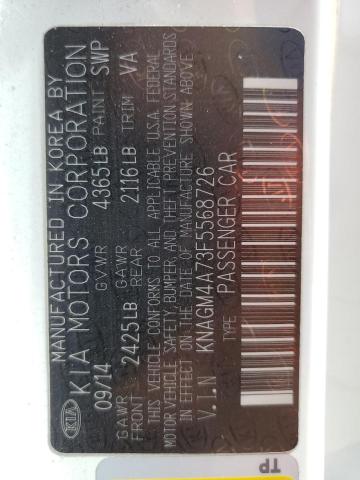 KIA
MANUFACTURED IN KOREA BY
KIA MOTORS CORPORATION
09/14 GVWR 4365LB PAINT SWP
GAWR FRONT 2425LB GAWR REAR 2116LB TRIM VA
THIS VEHICLE CONFORMS TO ALL APPLICABLE U.S.A. FEDERAL
MOTOR VEHICLE SAFETY, BUMPER, AND THEFT PREVENTION STANDARDS
IN EFFECT ON THE DATE OF MANUFACTURE SHOWN ABOVE
V.I.N KNAGM4A73F5568726
TYPE PASSENGER CAR
TP